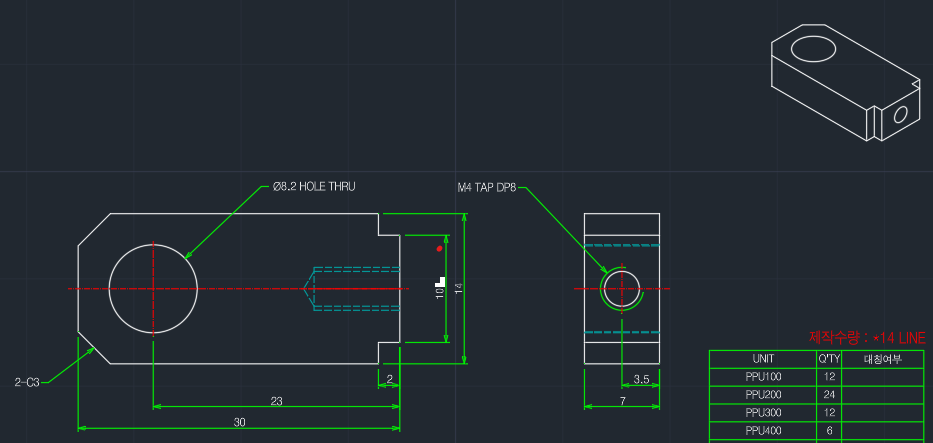 Ø8.2 HOLE THRU
M4 TAP DP8
10
14
2-C3
2
23
30
3.5
7
제작수량 : *14 LINE
UNIT Q'TY 대칭여부
PPU100 12
PPU200 24
PPU300 12
PPU400 6